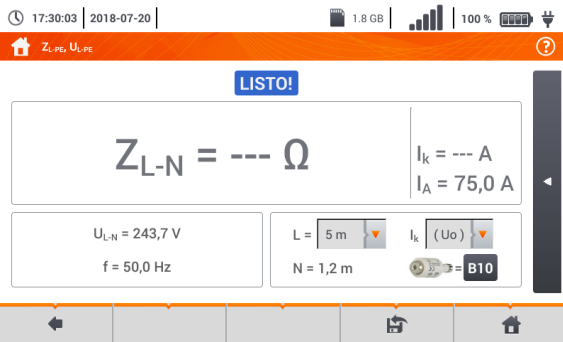 17:30:03 2018-07-20 1.8 GB 100 %
ZL-PE, UL-PE ?
LISTO!
ZL-N = --- Ω
Ik = --- A
IA = 75,0 A
UL-N = 243,7 V
f = 50,0 Hz
L = 5 m Ik (Uo)
N = 1,2 m = B10